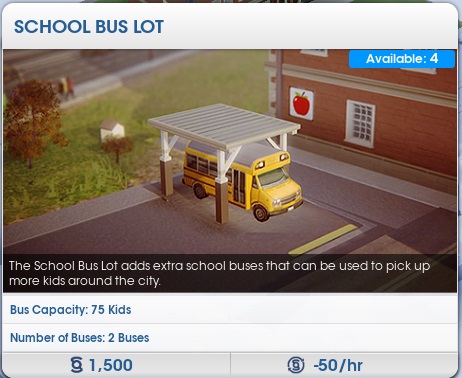 SCHOOL BUS LOT
Available: 4
The School Bus Lot adds extra school buses that can be used to pick up
more kids around the city.
Bus Capacity: 75 Kids
Number of Buses: 2 Buses
1,500
-50/hr